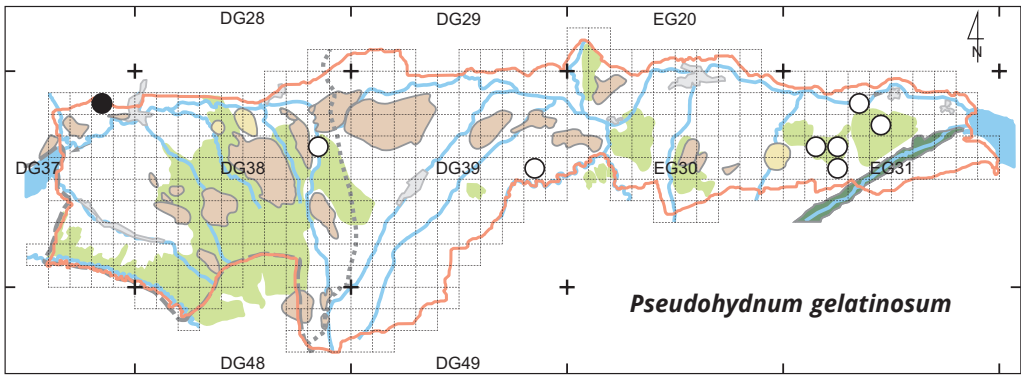 DG28 DG29 EG20
N
DG37 DG38 DG39 EG30 EG31
Pseudohydnum gelatinosum
DG48 DG49